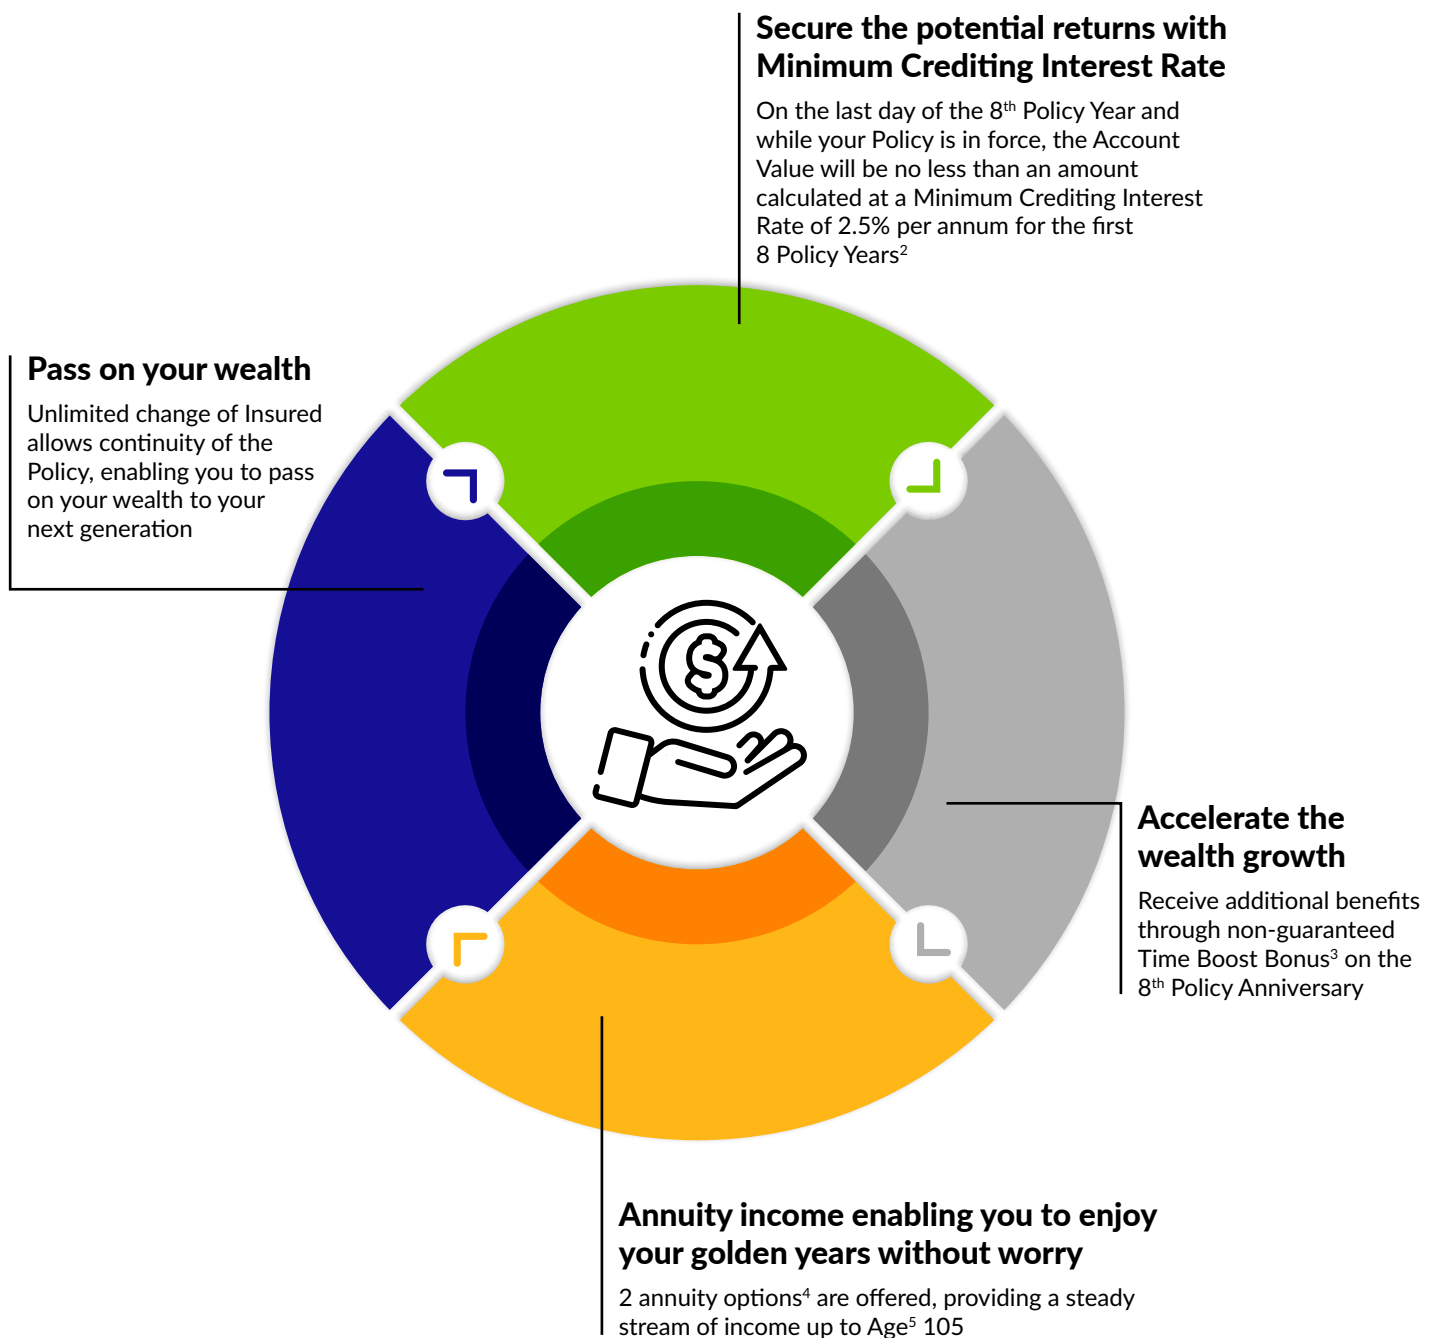 Secure the potential returns with
Minimum Crediting Interest Rate
On the last day of the 8th Policy Year and
while your Policy is in force, the Account
Value will be no less than an amount
calculated at a Minimum Crediting Interest
Rate of 2.5% per annum for the first
8 Policy Years²
Pass on your wealth
Unlimited change of Insured
allows continuity of the
Policy, enabling you to pass
on your wealth to your
next generation
$
Accelerate the
wealth growth
Receive additional benefits
through non-guaranteed
Time Boost Bonus³ on the
8th Policy Anniversary
Annuity income enabling you to enjoy
your golden years without worry
2 annuity options⁴ are offered, providing a steady
stream of income up to Age⁵ 105